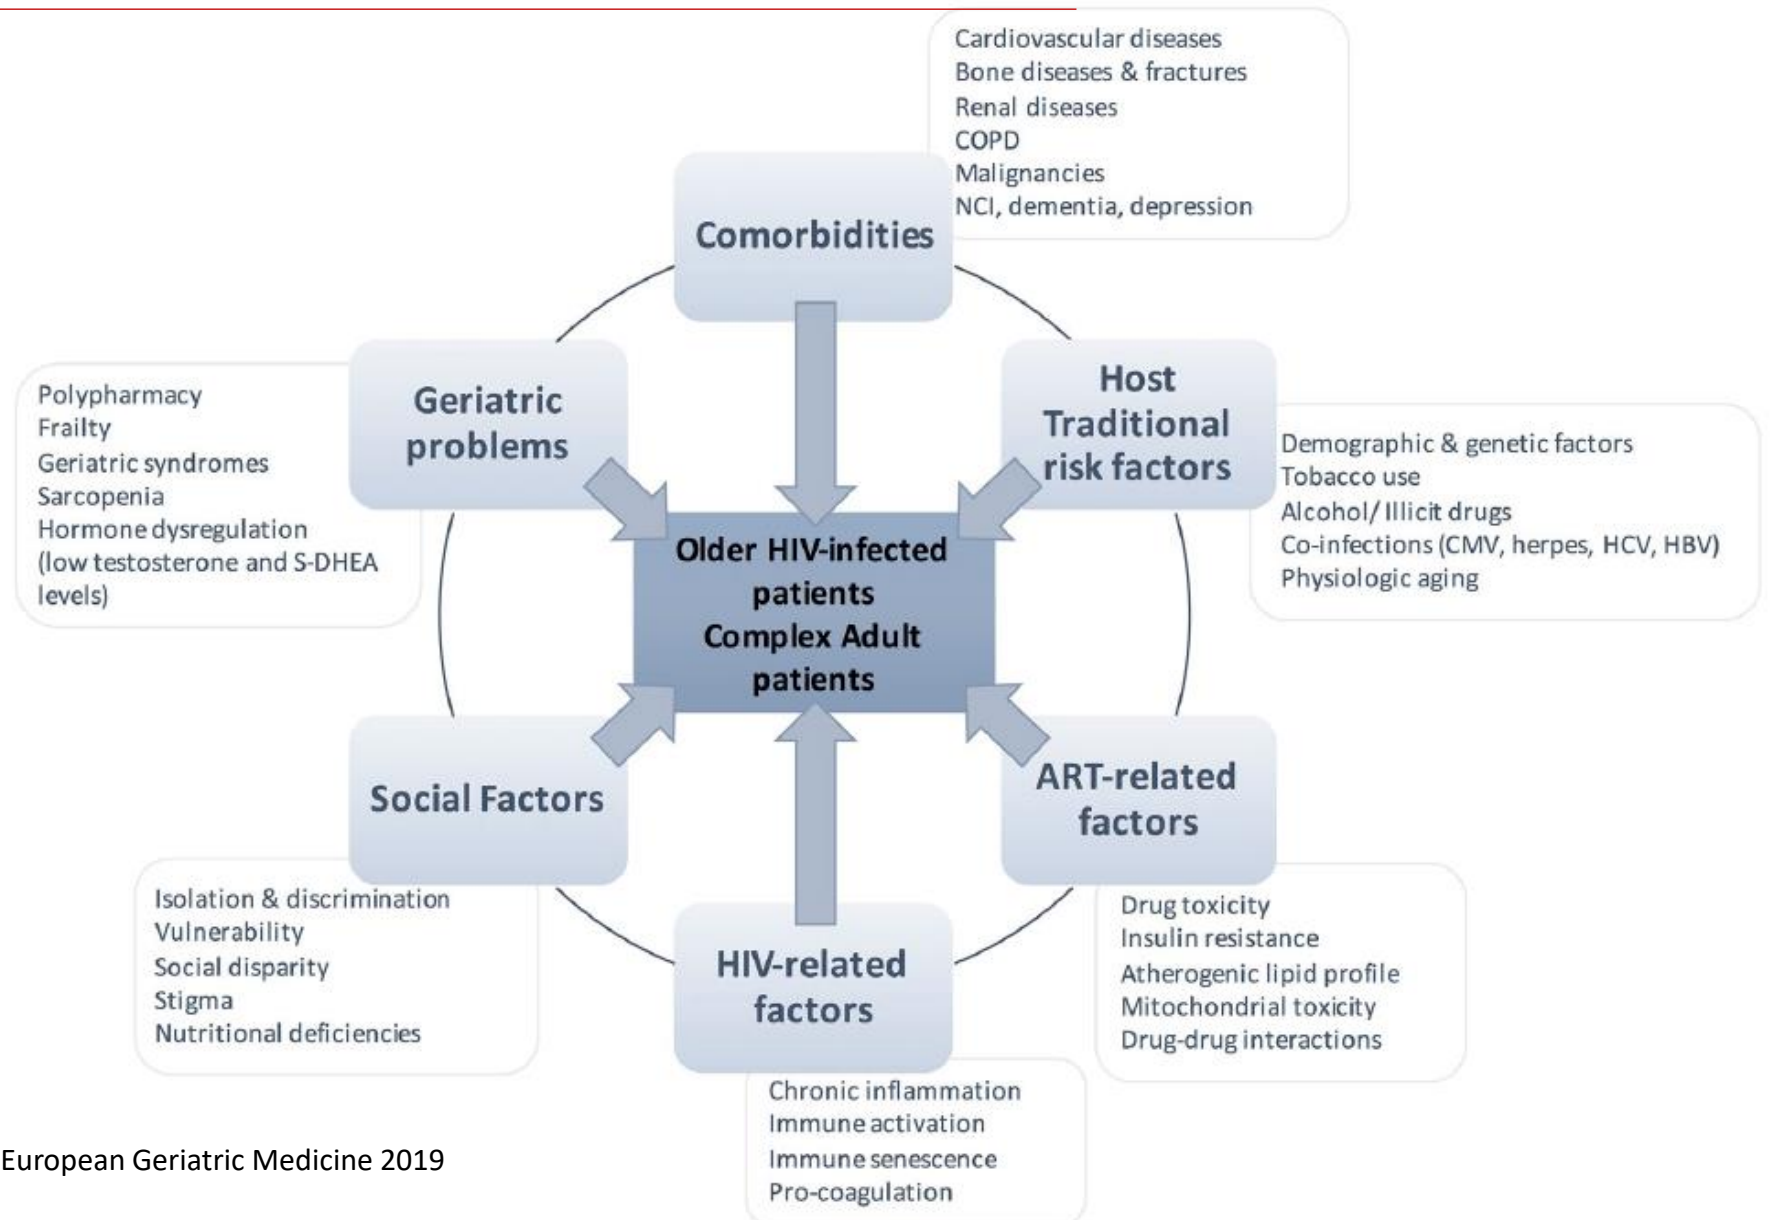 Cardiovascular diseases
Bone diseases & fractures
Renal diseases
COPD
Malignancies
NCI, dementia, depression
Comorbidities
Geriatric
problems
Polypharmacy
Frailty
Geriatric syndromes
Sarcopenia
Hormone dysregulation
(low testosterone and S-DHEA
levels)
Host
Traditional
risk factors
Demographic & genetic factors
Tobacco use
Alcohol/ Illicit drugs
Co-infections (CMV, herpes, HCV, HBV)
Physiologic aging
Older HIV-infected
patients
Complex Adult
patients
Social Factors
Isolation & discrimination
Vulnerability
Social disparity
Stigma
Nutritional deficiencies
ART-related
factors
Drug toxicity
Insulin resistance
Atherogenic lipid profile
Mitochondrial toxicity
Drug-drug interactions
HIV-related
factors
Chronic inflammation
Immune activation
Immune senescence
Pro-coagulation
European Geriatric Medicine 2019